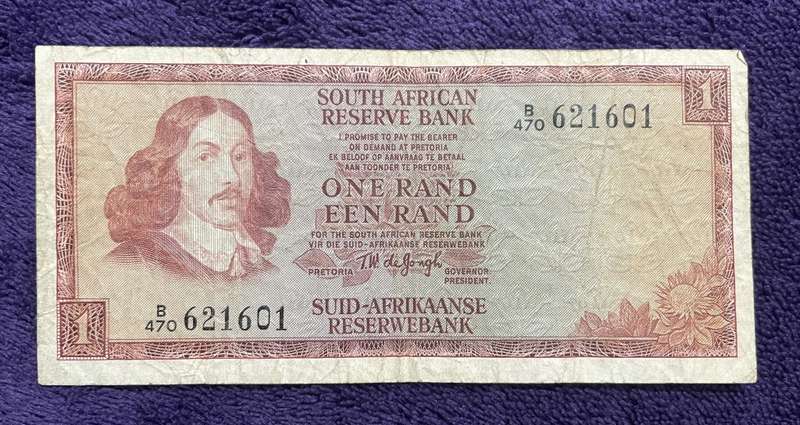 SOUTH AFRICAN
RESERVE BANK
1
B/470 621601
I PROMISE TO PAY THE BEARER
ON DEMAND AT PRETORIA
EK BELOOF OP AANVRAAG TE BETAAL
AAN TOONDER TE PRETORIA
ONE RAND
EEN RAND
FOR THE SOUTH AFRICAN RESERVE BANK
VIR DIE SUID-AFRIKAANSE RESERWEBANK
T.W. de Jongh
PRETORIA GOVERNOR
PRESIDENT.
1
B/470 621601
SUID-AFRIKAANSE
RESERWEBANK